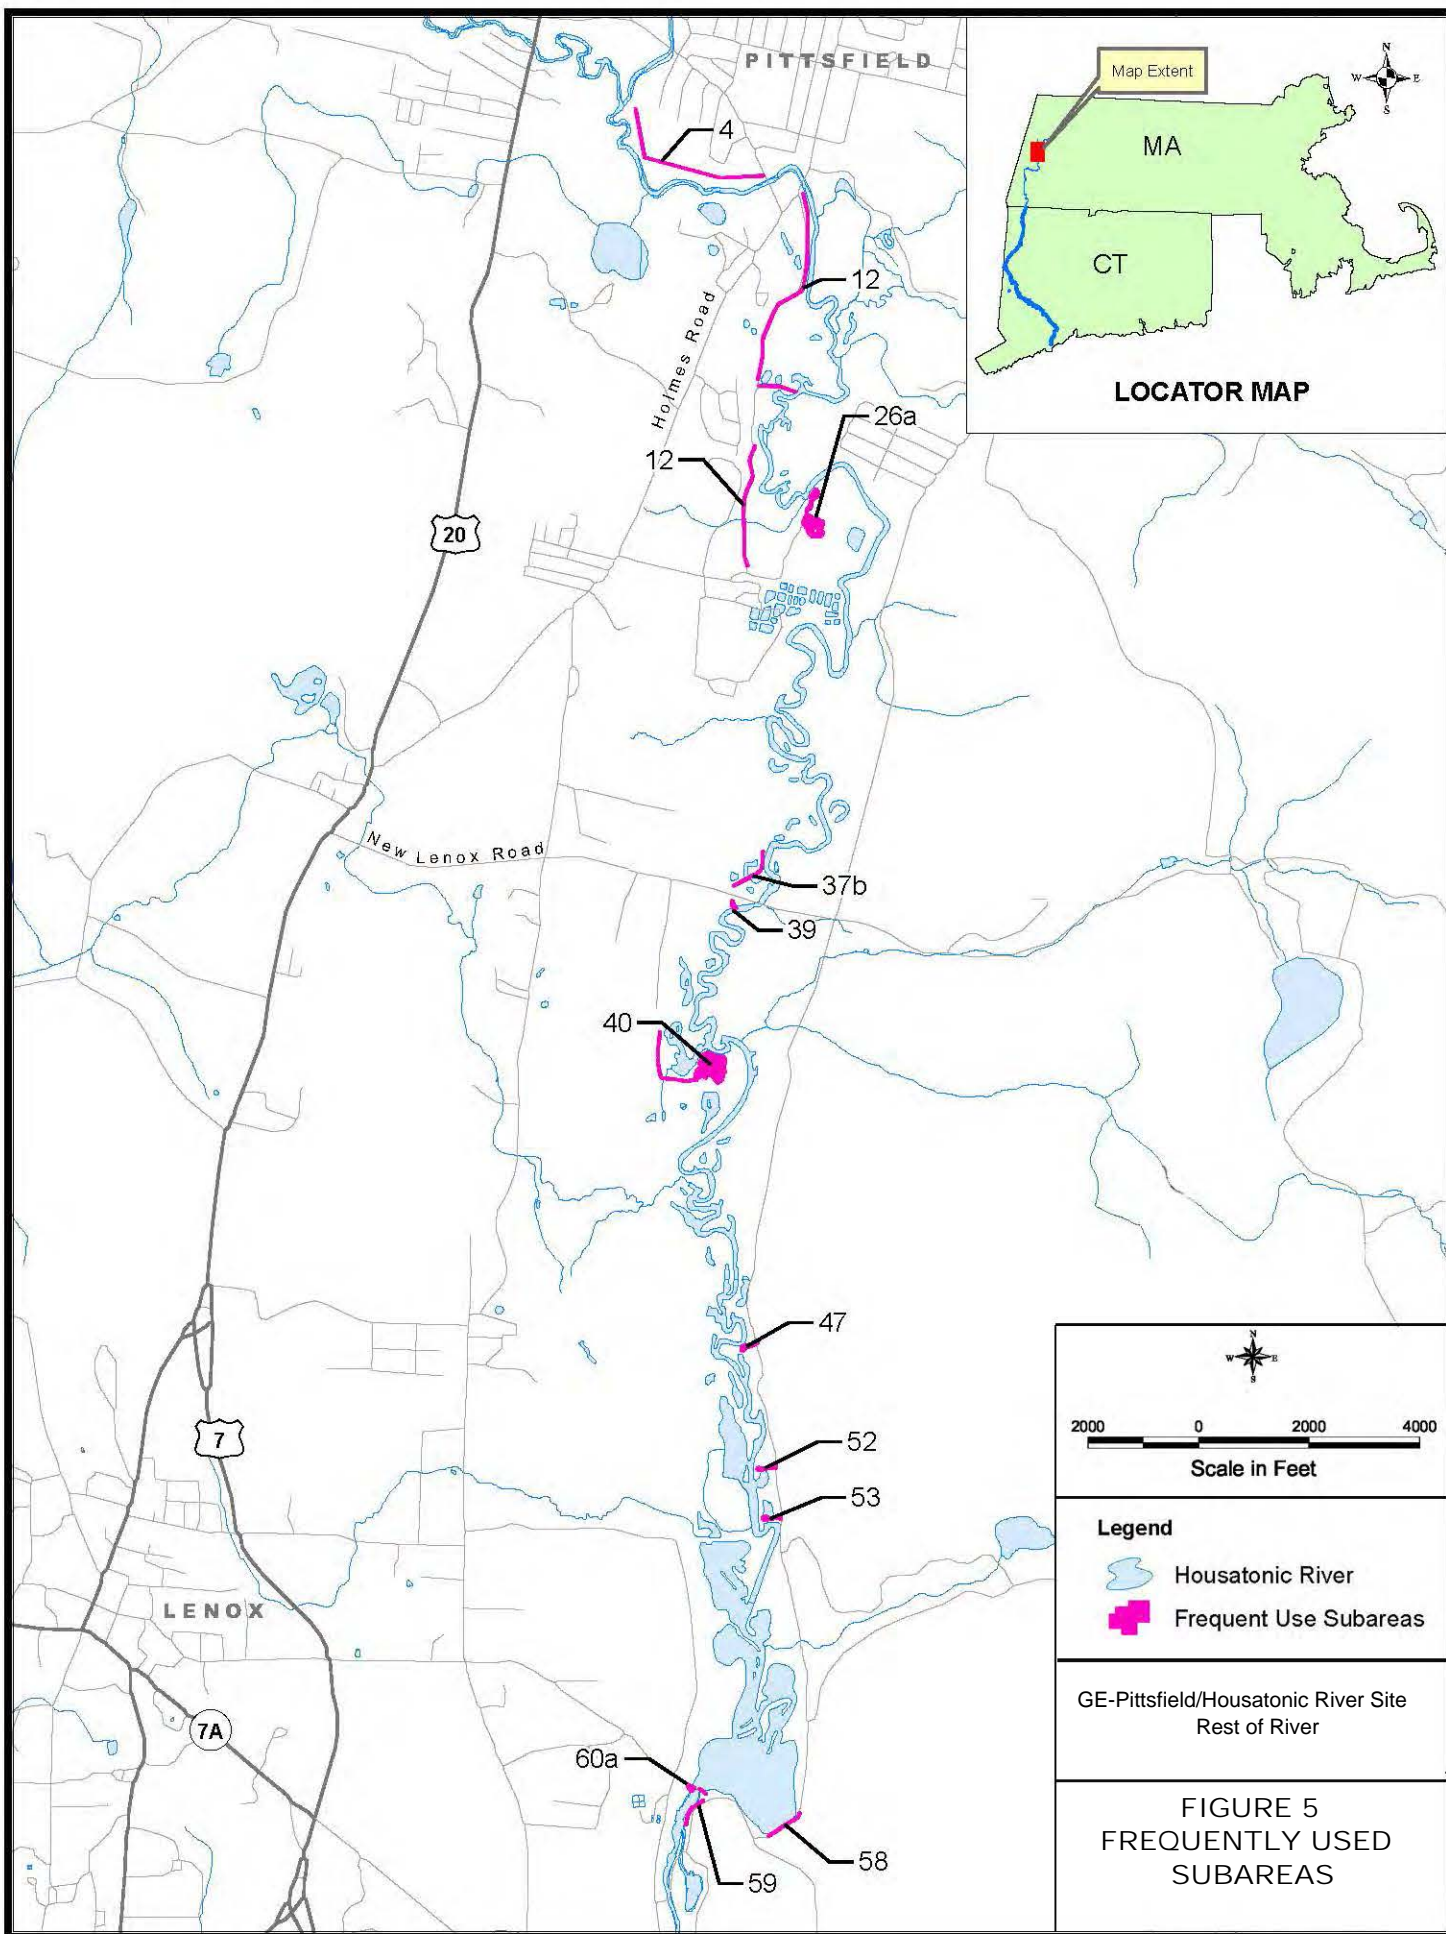 PITTSFIELD
Map Extent
N
W E
S
MA
CT
LOCATOR MAP
4
12
Holmes Road
26a
12
20
New Lenox Road
37b
39
40
47
7
52
53
LENOX
7A
60a
58
59
N
W E
S
2000 0 2000 4000
Scale in Feet
Legend
Housatonic River
Frequent Use Subareas
GE-Pittsfield/Housatonic River Site
Rest of River
FIGURE 5
FREQUENTLY USED
SUBAREAS